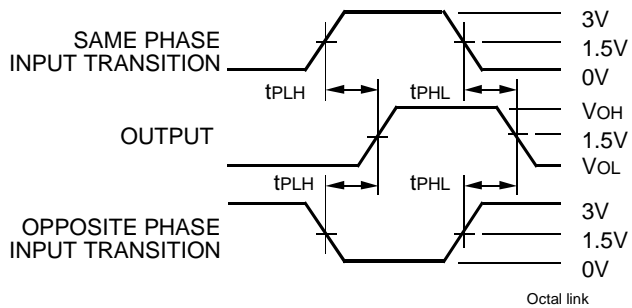 SAME PHASE
INPUT TRANSITION
3V
1.5V
0V
tPLH
tPHL
OUTPUT
VOH
1.5V
VOL
tPLH
tPHL
OPPOSITE PHASE
INPUT TRANSITION
3V
1.5V
0V
Octal link